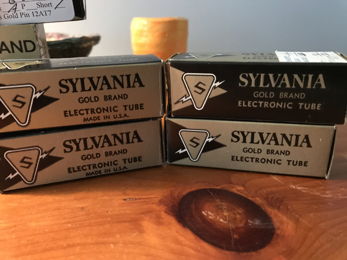 P Short
Gold Pin 12AT7
AND
SYLVANIA
GOLD BRAND
ELECTRONIC TUBE
MADE IN U.S.A.
SYLVANIA
GOLD BRAND
ELECTRONIC TUBE
S
SYLVANIA
GOLD BRAND
ELECTRONIC TUBE
MADE IN U.S.A.
S
SYLVANIA
GOLD BRAND
ELECTRONIC TUBE
S
S